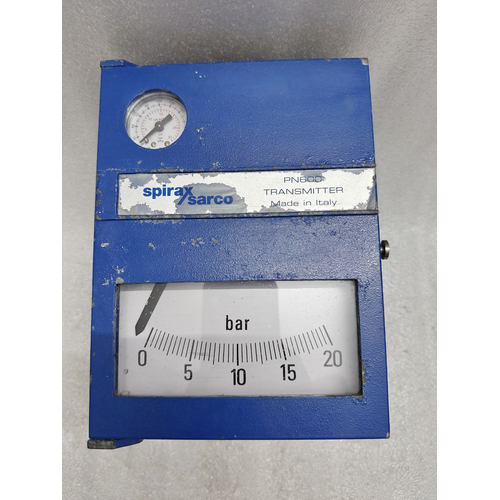 spirax
sarco
PN600
TRANSMITTER
Made in Italy
bar
0 5 10 15 20